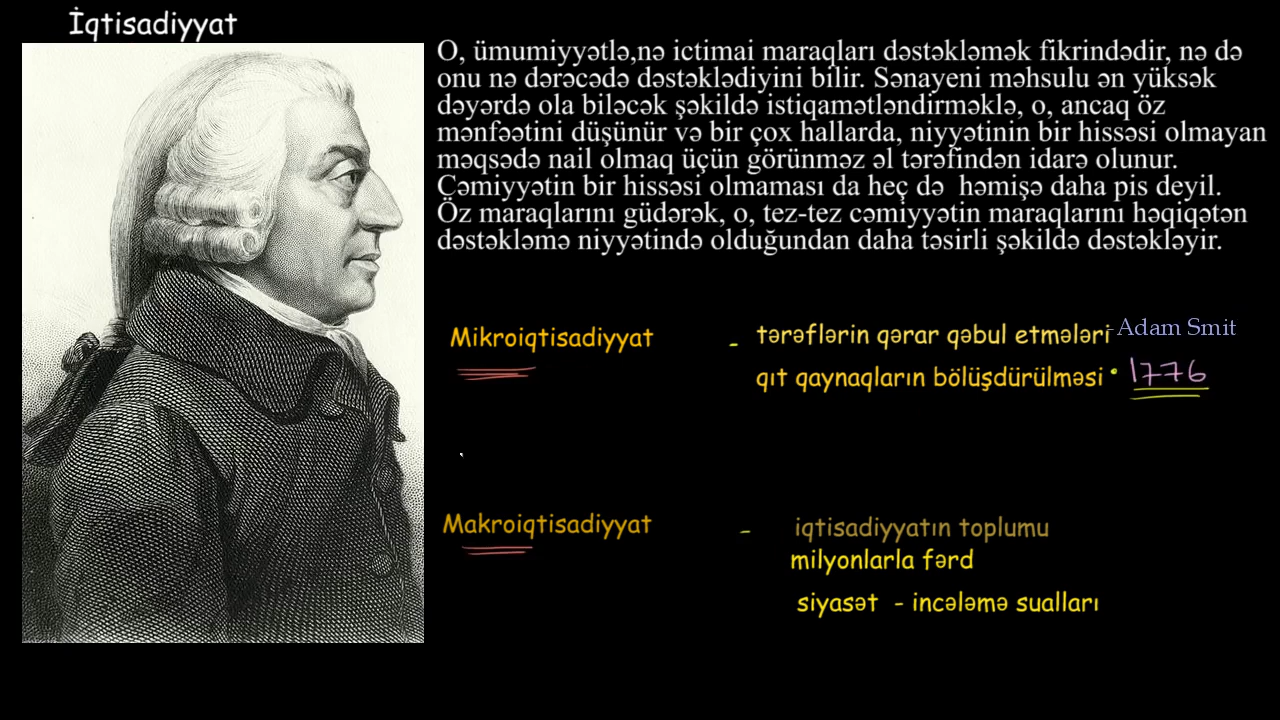 İqtisadiyyat
O, ümumiyyətlə,nə ictimai maraqları dəstəkləmək fikrindədir, nə də
onu nə dərəcədə dəstəklədiyini bilir. Sənayeni məhsulu ən yüksək
dəyərdə ola biləcək şəkildə istiqamətləndirməklə, o, ancaq öz
mənfəətini düşünür və bir çox hallarda, niyyətinin bir hissəsi olmayan
məqsədə nail olmaq üçün görünməz əl tərəfindən idarə olunur.
Cəmiyyətin bir hissəsi olmaması da heç də həmişə daha pis deyil.
Öz maraqlarını güdərək, o, tez-tez cəmiyyətin maraqlarını həqiqətən
dəstəkləmə niyyətində olduğundan daha təsirli şəkildə dəstəkləyir.
Mikroiqtisadiyyat - tərəflərin qərar qəbul etmələri -Adam Smit
qıt qaynaqların bölüşdürülməsi • 1776
Makroiqtisadiyyat - iqtisadiyyatın toplumu
milyonlarla fərd
siyasət - incələmə sualları